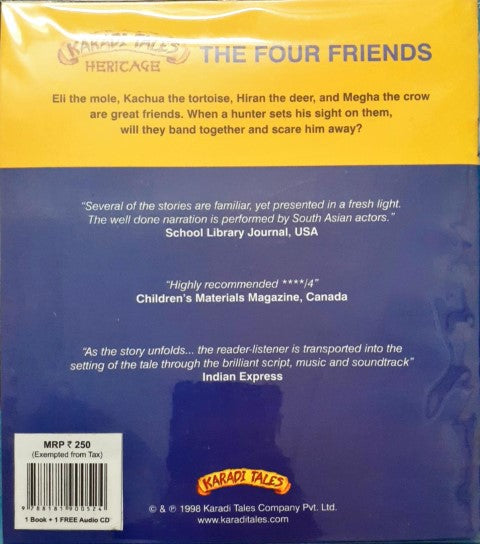 KARADI TALES
HERITAGE
THE FOUR FRIENDS
Eli the mole, Kachua the tortoise, Hiran the deer, and Megha the crow
are great friends. When a hunter sets his sight on them,
will they band together and scare him away?
“Several of the stories are familiar, yet presented in a fresh light.
The well done narration is performed by South Asian actors.”
School Library Journal, USA
“Highly recommended ****/4”
Children's Materials Magazine, Canada
“As the story unfolds... the reader-listener is transported into the
setting of the tale through the brilliant script, music and soundtrack”
Indian Express
MRP ₹ 250
(Exempted from Tax)
9 788181 900524
1 Book + 1 FREE Audio CD
KARADI TALES
© & ℗ 1998 Karadi Tales Company Pvt. Ltd.
www.karaditales.com